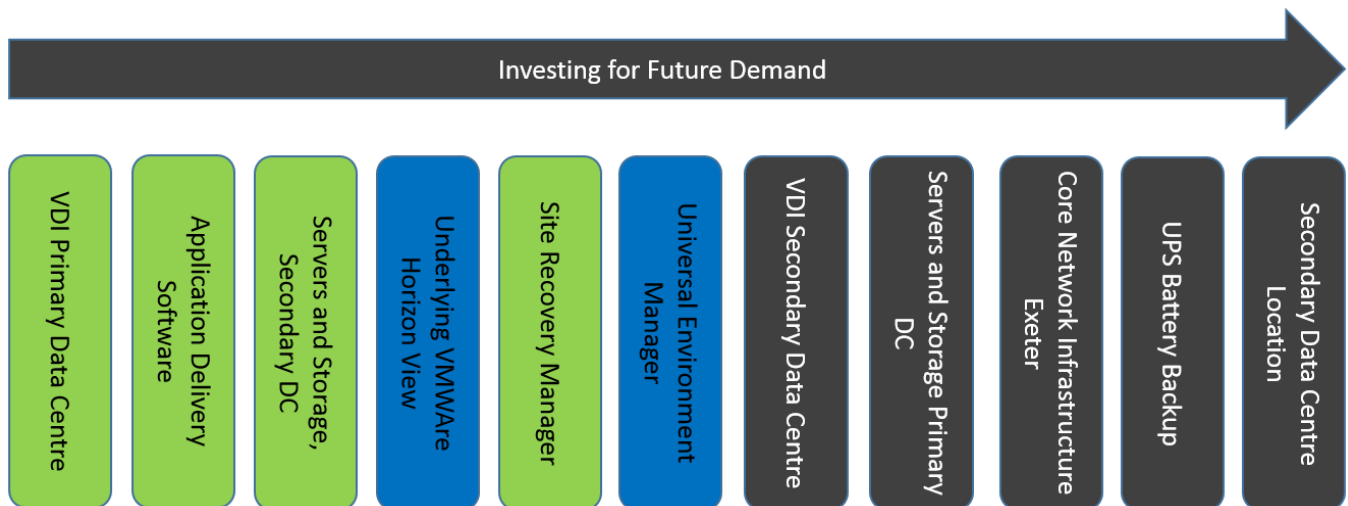 Investing for Future Demand
VDI Primary Data Centre
Application Delivery
Software
Servers and Storage,
Secondary DC
Underlying VMWAre
Horizon View
Site Recovery Manager
Universal Environment
Manager
VDI Secondary Data Centre
Servers and Storage Primary
DC
Core Network Infrastructure
Exeter
UPS Battery Backup
Secondary Data Centre
Location